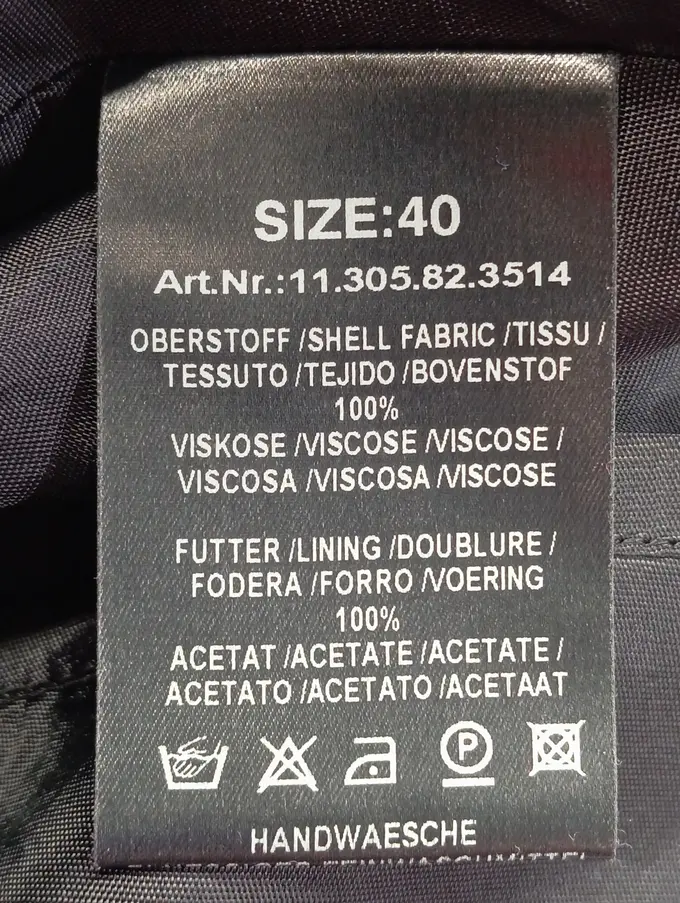 SIZE:40
Art.Nr.:11.305.82.3514
OBERSTOFF /SHELL FABRIC /TISSU /
TESSUTO /TEJIDO /BOVENSTOF
100%
VISKOSE /VISCOSE /VISCOSE /
VISCOSA /VISCOSA /VISCOSE
FUTTER /LINING /DOUBLURE /
FODERA /FORRO /VOERING
100%
ACETAT /ACETATE /ACETATE /
ACETATO /ACETATO /ACETAAT
P
HANDWAESCHE